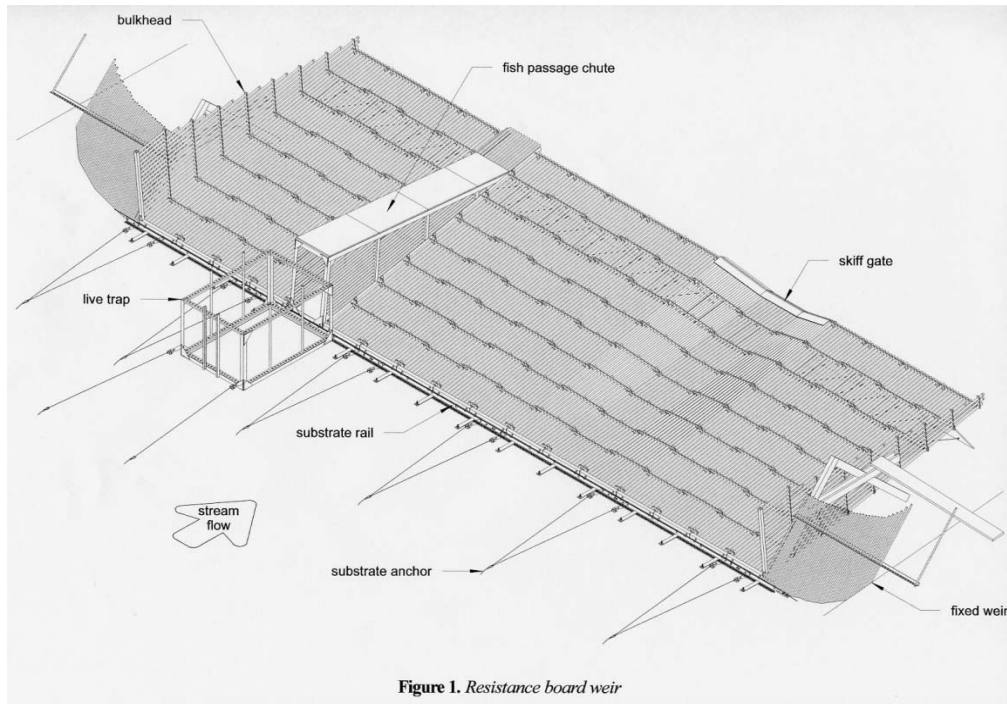 bulkhead
fish passage chute
skiff gate
live trap
substrate rail
stream
flow
substrate anchor
fixed weir
Figure 1. Resistance board weir